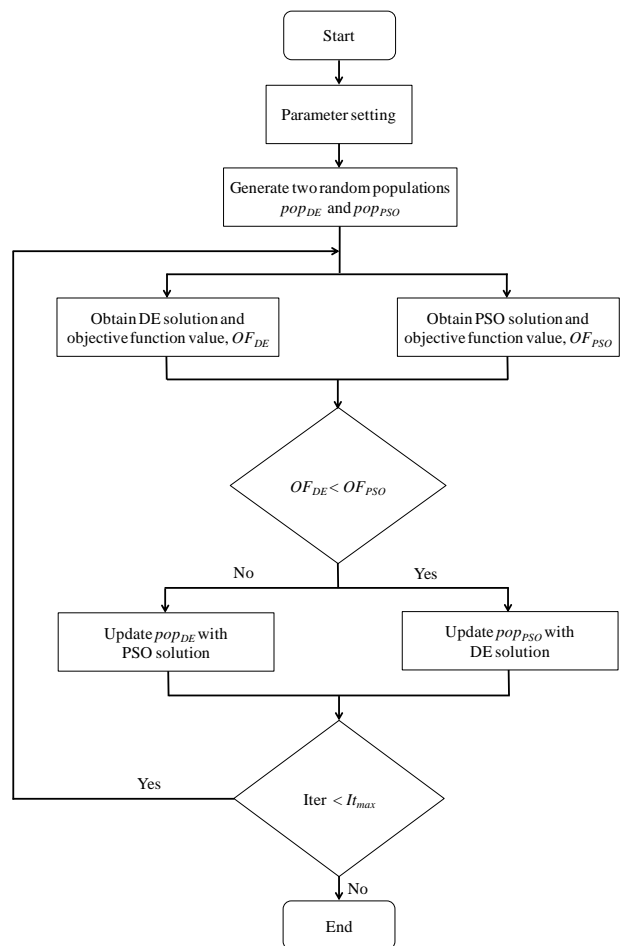 Start
Parameter setting
Generate two random populations
pop_DE and pop_PSO
Obtain DE solution and
objective function value, OF_DE
Obtain PSO solution and
objective function value, OF_PSO
OF_DE < OF_PSO
No
Yes
Update pop_DE with
PSO solution
Update pop_PSO with
DE solution
Yes
Iter < It_max
No
End